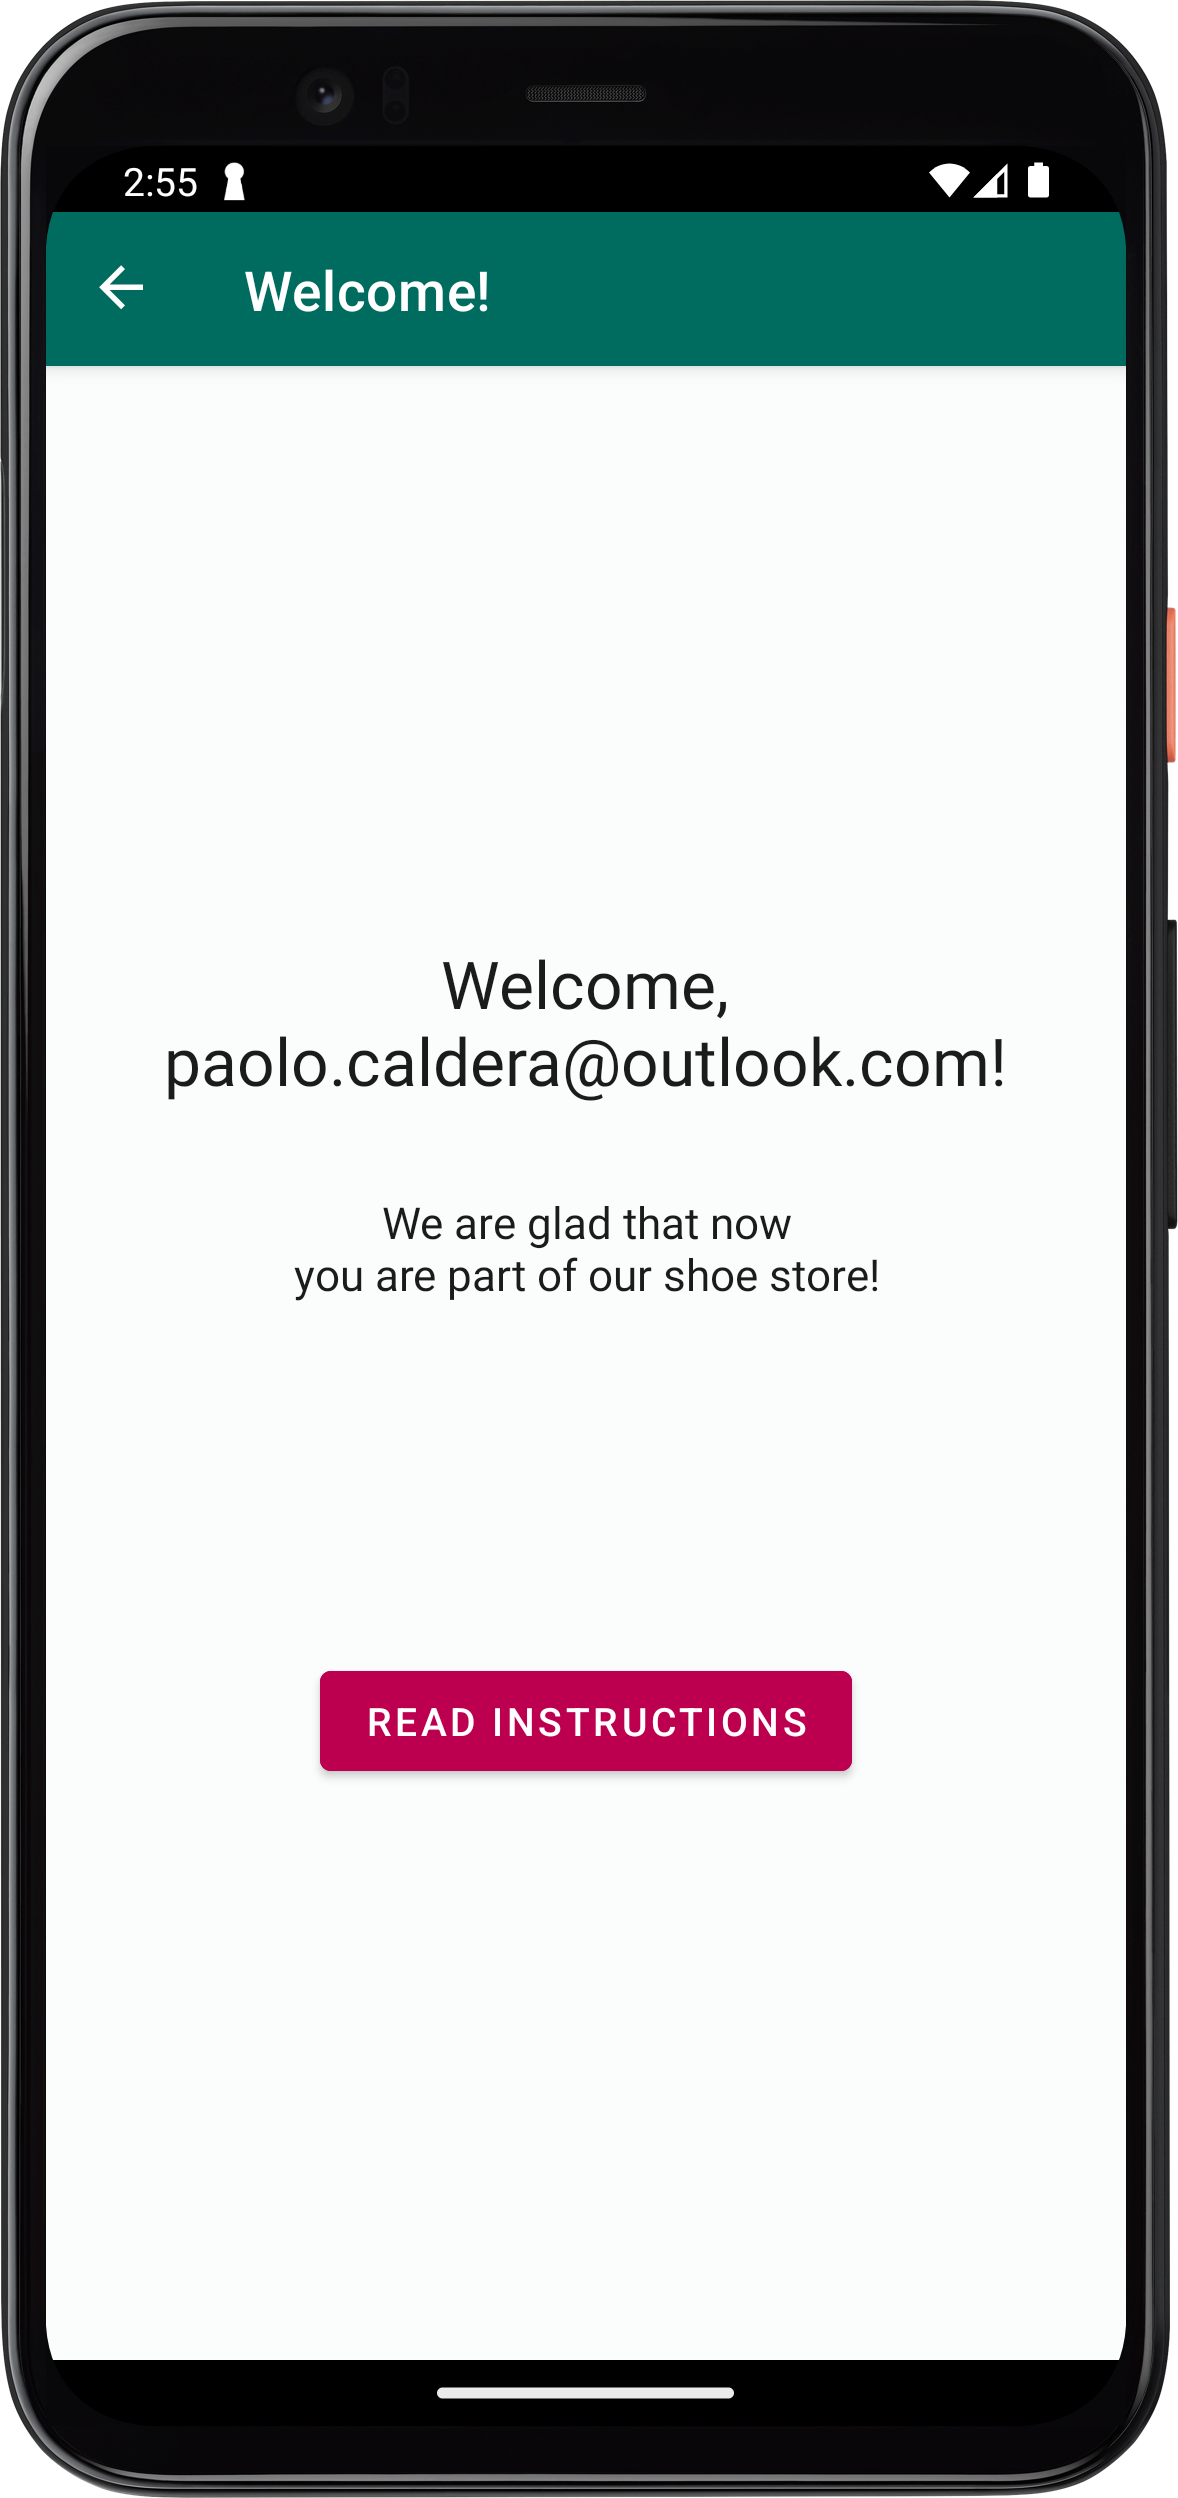 2:55
Welcome!
Welcome,
paolo.caldera@outlook.com!
We are glad that now
you are part of our shoe store!
READ INSTRUCTIONS